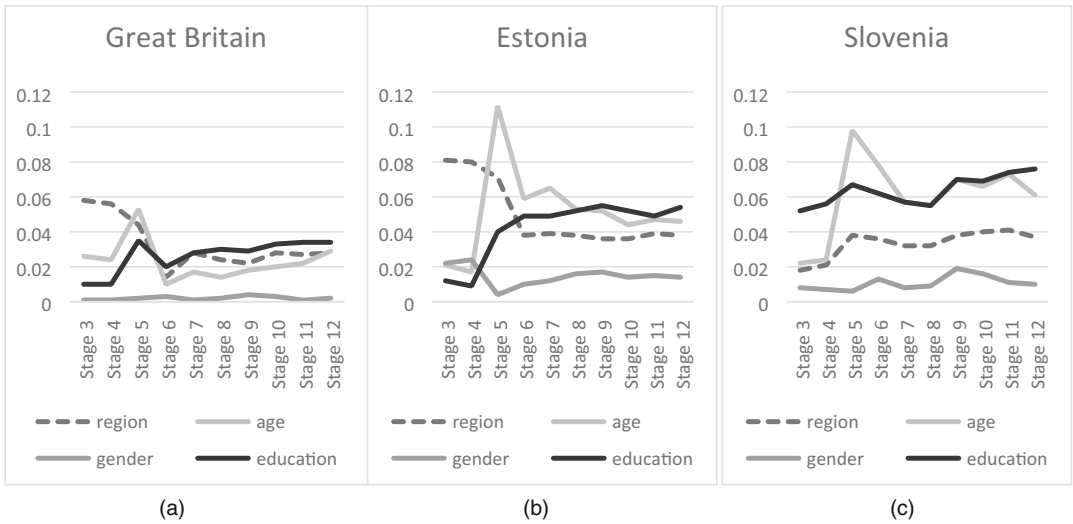 Great Britain
0.12
0.1
0.08
0.06
0.04
0.02
0
Stage 3
Stage 4
Stage 5
Stage 6
Stage 7
Stage 8
Stage 9
Stage 10
Stage 11
Stage 12
region age
gender education
(a)
Estonia
0.12
0.1
0.08
0.06
0.04
0.02
0
Stage 3
Stage 4
Stage 5
Stage 6
Stage 7
Stage 8
Stage 9
Stage 10
Stage 11
Stage 12
region age
gender education
(b)
Slovenia
0.12
0.1
0.08
0.06
0.04
0.02
0
Stage 3
Stage 4
Stage 5
Stage 6
Stage 7
Stage 8
Stage 9
Stage 10
Stage 11
Stage 12
region age
gender education
(c)